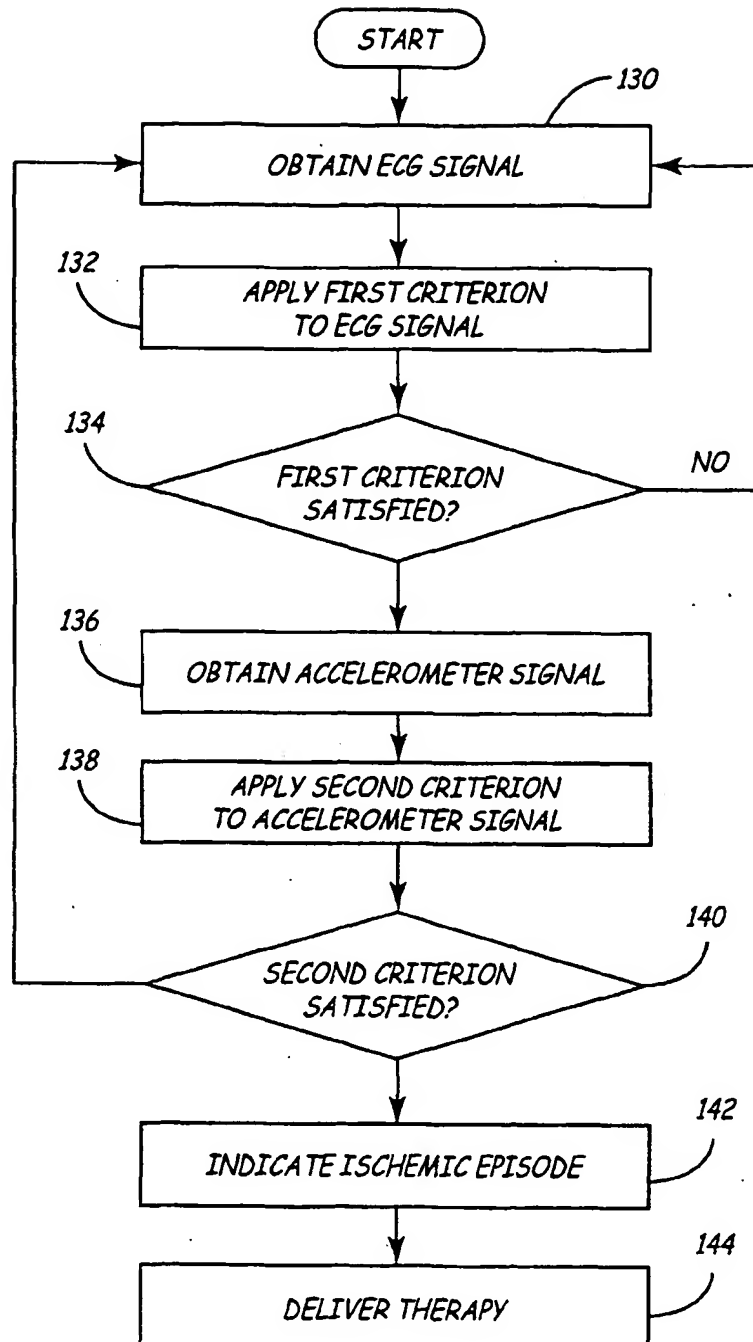 START
130
OBTAIN ECG SIGNAL
132
APPLY FIRST CRITERION
TO ECG SIGNAL
134
FIRST CRITERION
SATISFIED?
NO
136
OBTAIN ACCELEROMETER SIGNAL
138
APPLY SECOND CRITERION
TO ACCELEROMETER SIGNAL
140
SECOND CRITERION
SATISFIED?
142
INDICATE ISCHEMIC EPISODE
144
DELIVER THERAPY